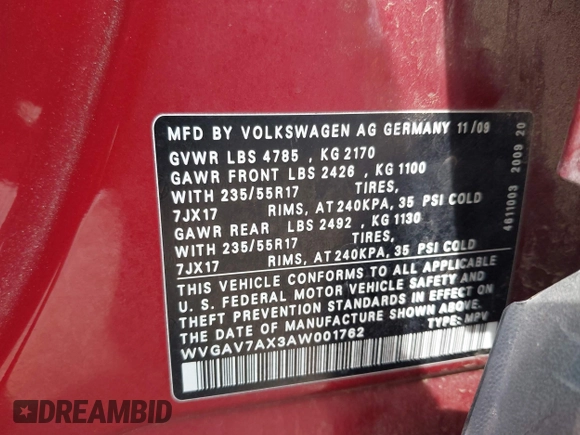 MFD BY VOLKSWAGEN AG GERMANY 11/09
GVWR LBS 4785 , KG 2170
GAWR FRONT LBS 2426 , KG 1100
WITH 235/55R17 TIRES,
7JX17 RIMS, AT 240KPA, 35 PSI COLD
GAWR REAR LBS 2492 , KG 1130
WITH 235/55R17 TIRES,
7JX17 RIMS, AT 240KPA, 35 PSI COLD
THIS VEHICLE CONFORMS TO ALL APPLICABLE
U. S. FEDERAL MOTOR VEHICLE SAFETY AND
THEFT PREVENTION STANDARDS IN EFFECT ON
THE DATE OF MANUFACTURE SHOWN ABOVE
WVGAV7AX3AW001762 TYPE: MPV
4611003 2009 20
DREAMBID